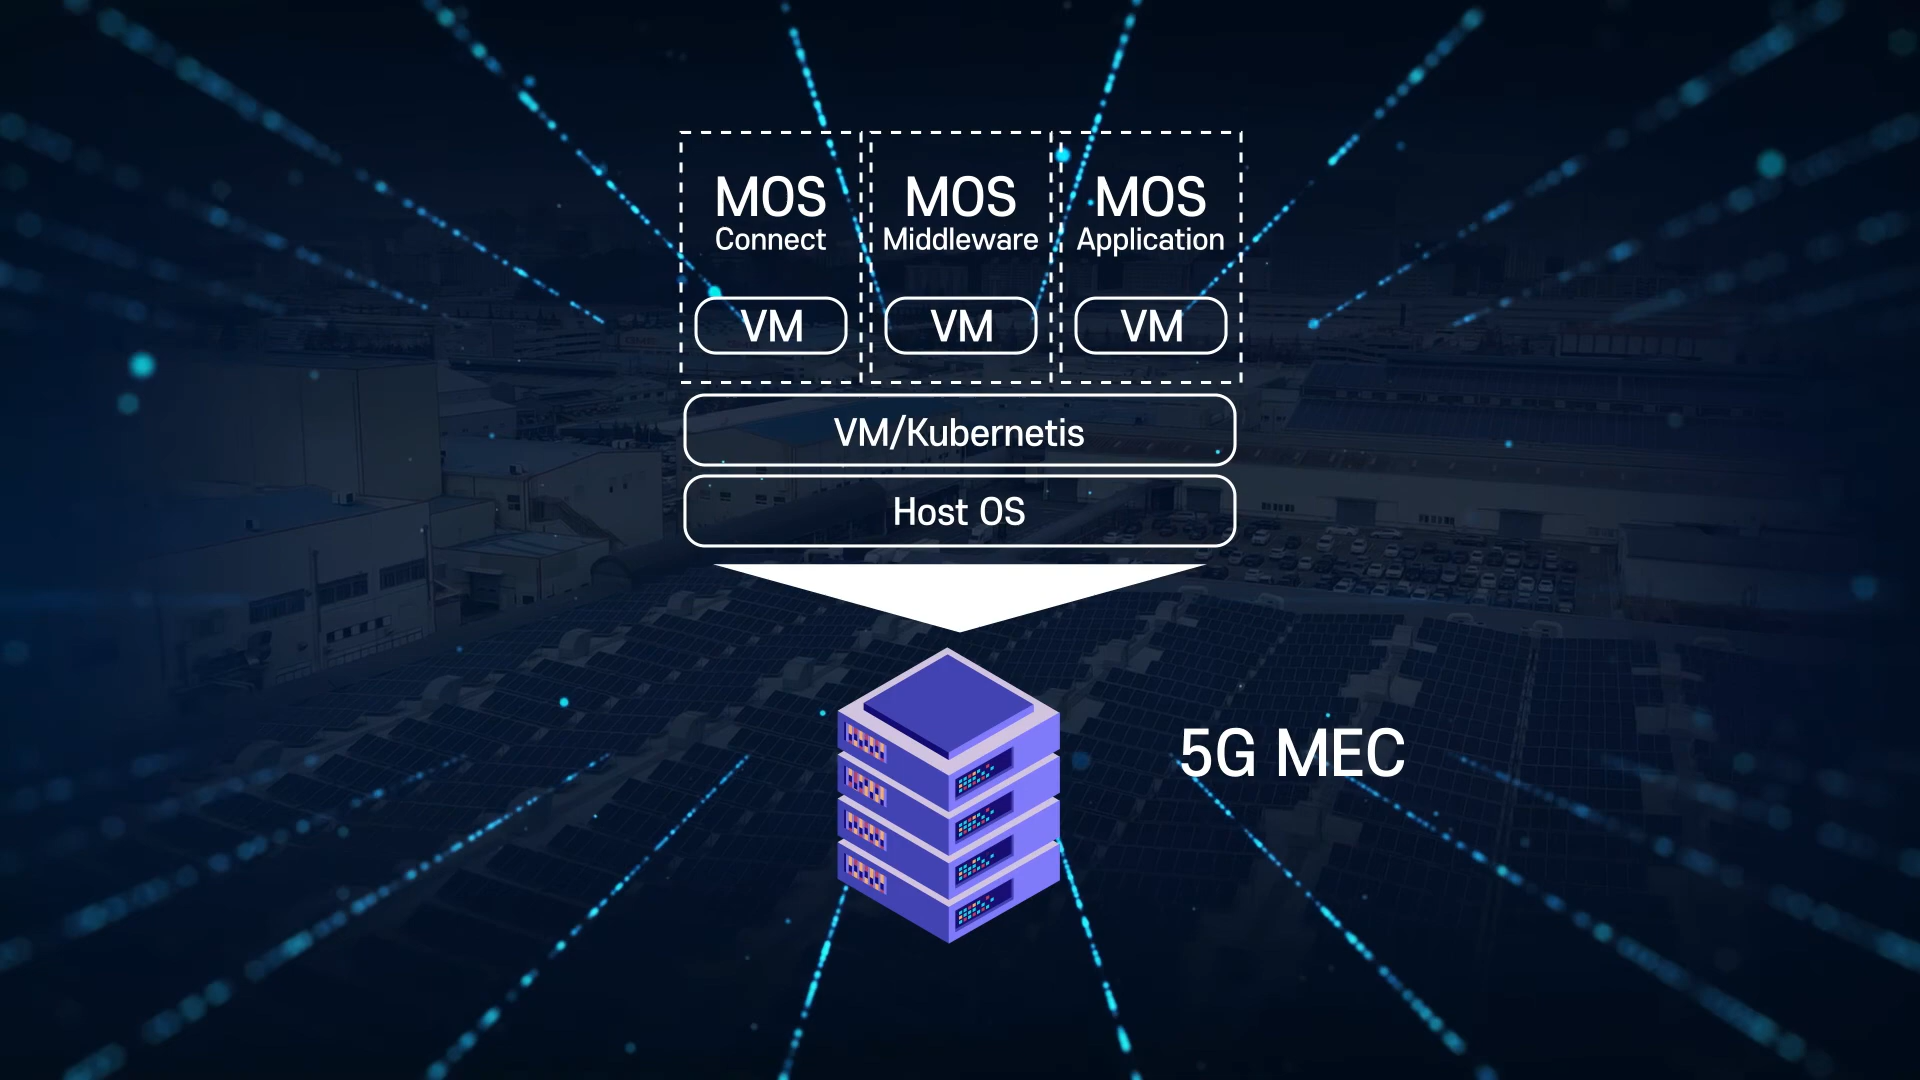 MOS
Connect
MOS
Middleware
MOS
Application
VM
VM
VM
VM/Kubernetis
Host OS
5G MEC